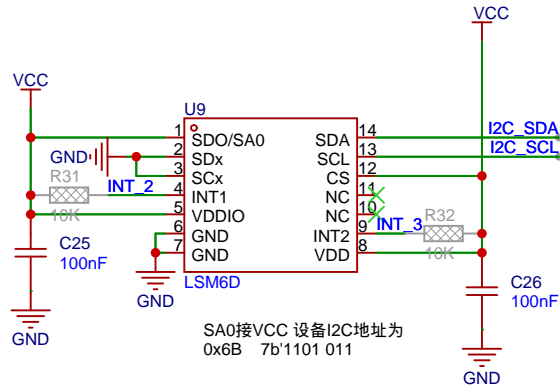 VCC
VCC
U9
1 SDO/SA0 SDA 14 I2C_SDA
GND 2 SDx SCL 13 I2C_SCL
3 SCx CS 12
R31 10K INT_2 4 INT1 NC 11
5 VDDIO NC 10
6 GND INT2 9 INT_3 R32 10K
7 GND VDD 8
LSM6D
C25
100nF
GND
GND
C26
100nF
GND
SA0接VCC 设备I2C地址为
0x6B 7b'1101 011